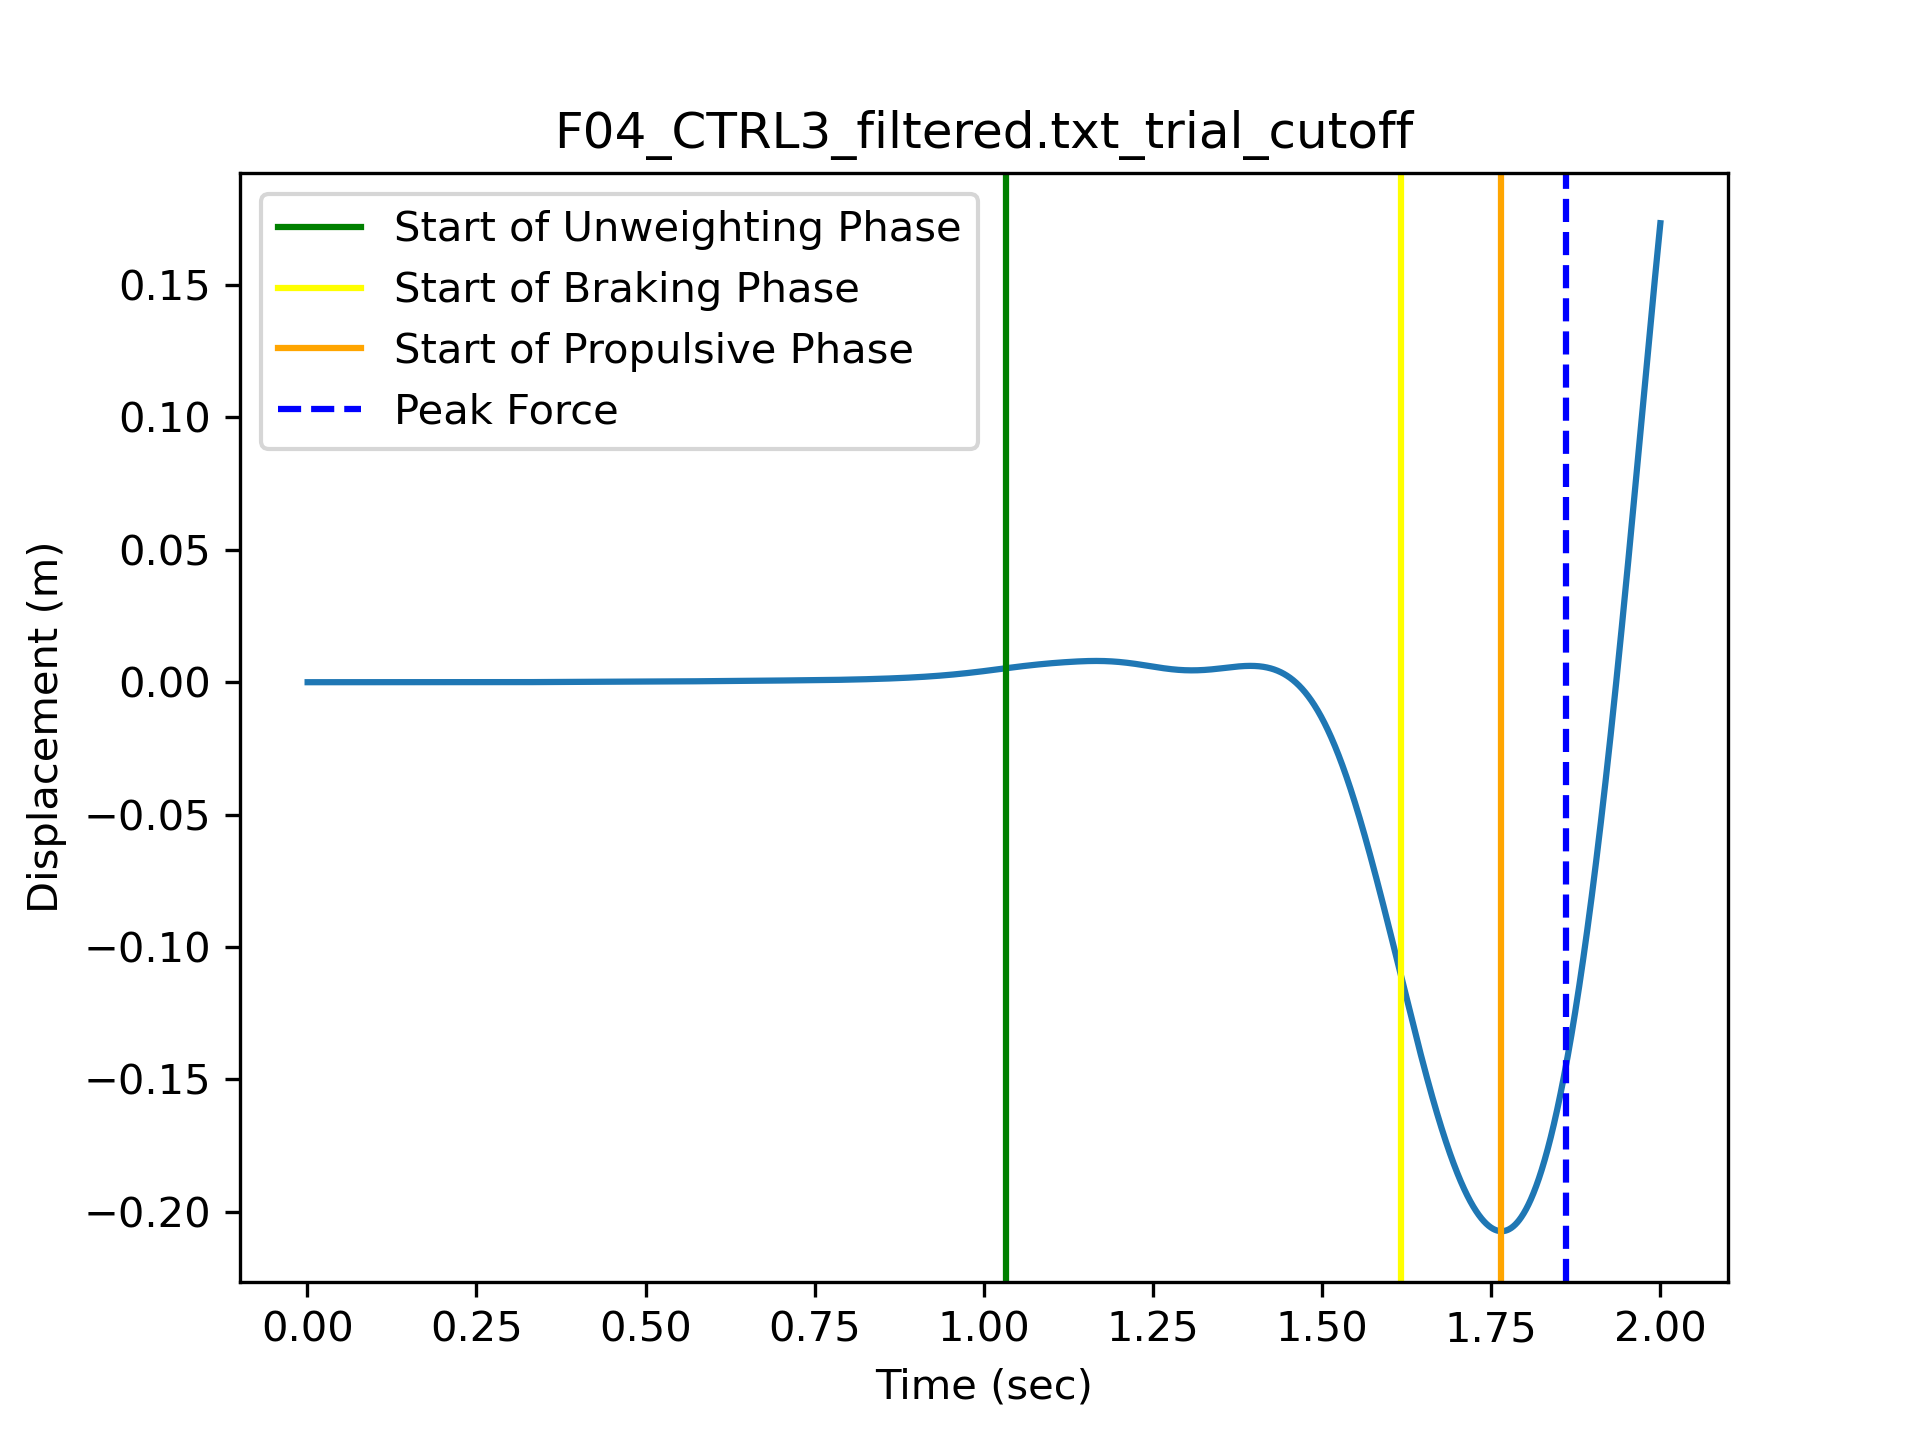 F04_CTRL3_filtered.txt_trial_cutoff
Start of Unweighting Phase
Start of Braking Phase
Start of Propulsive Phase
Peak Force
0.15
0.10
0.05
0.00
−0.05
−0.10
−0.15
−0.20
Displacement (m)
0.00 0.25 0.50 0.75 1.00 1.25 1.50 1.75 2.00
Time (sec)